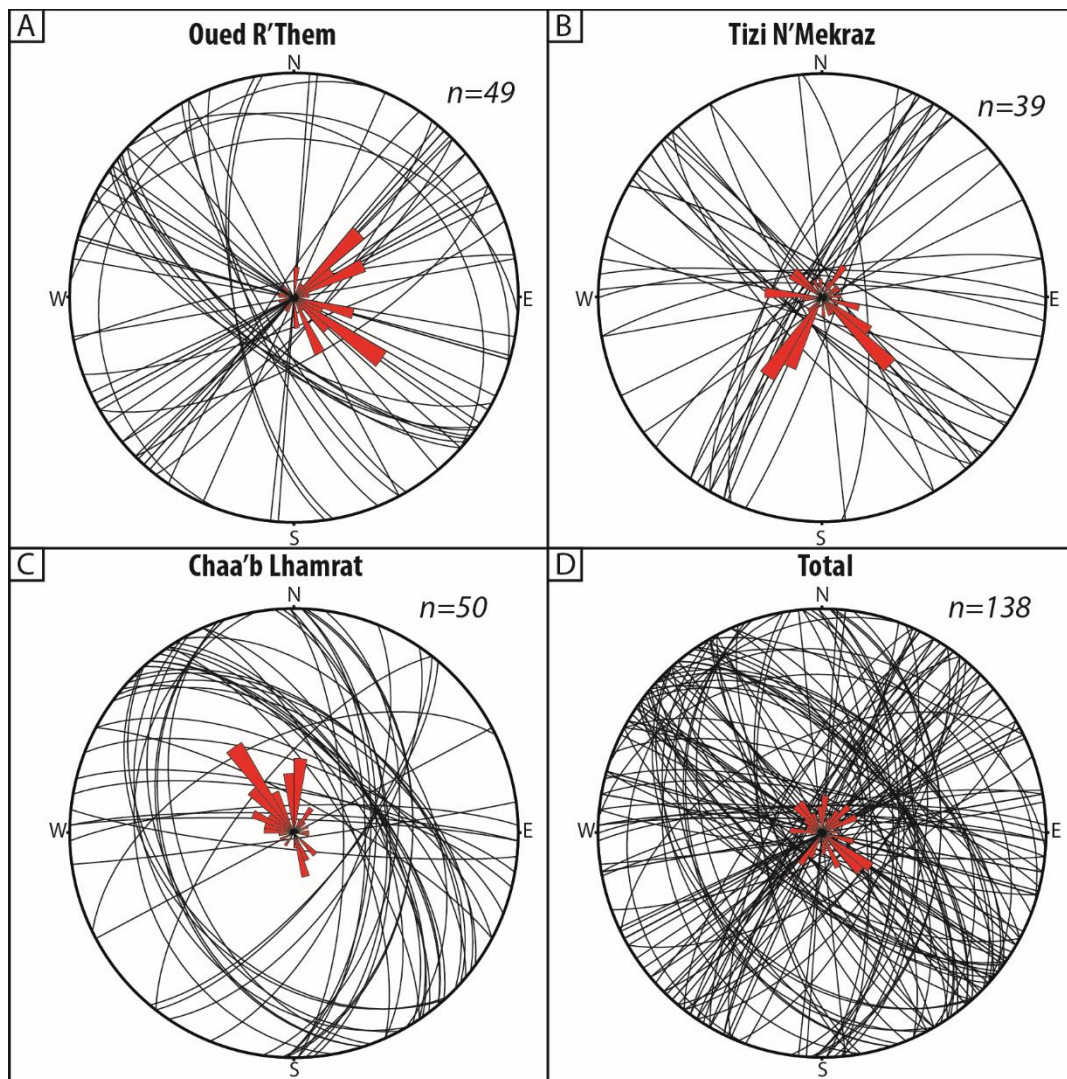 A
Oued R'Them
N
n=49
W
E
S
B
Tizi N'Mekraz
N
n=39
W
E
S
C
Chaa'b Lhamrat
N
n=50
W
E
S
D
Total
N
n=138
W
E
S